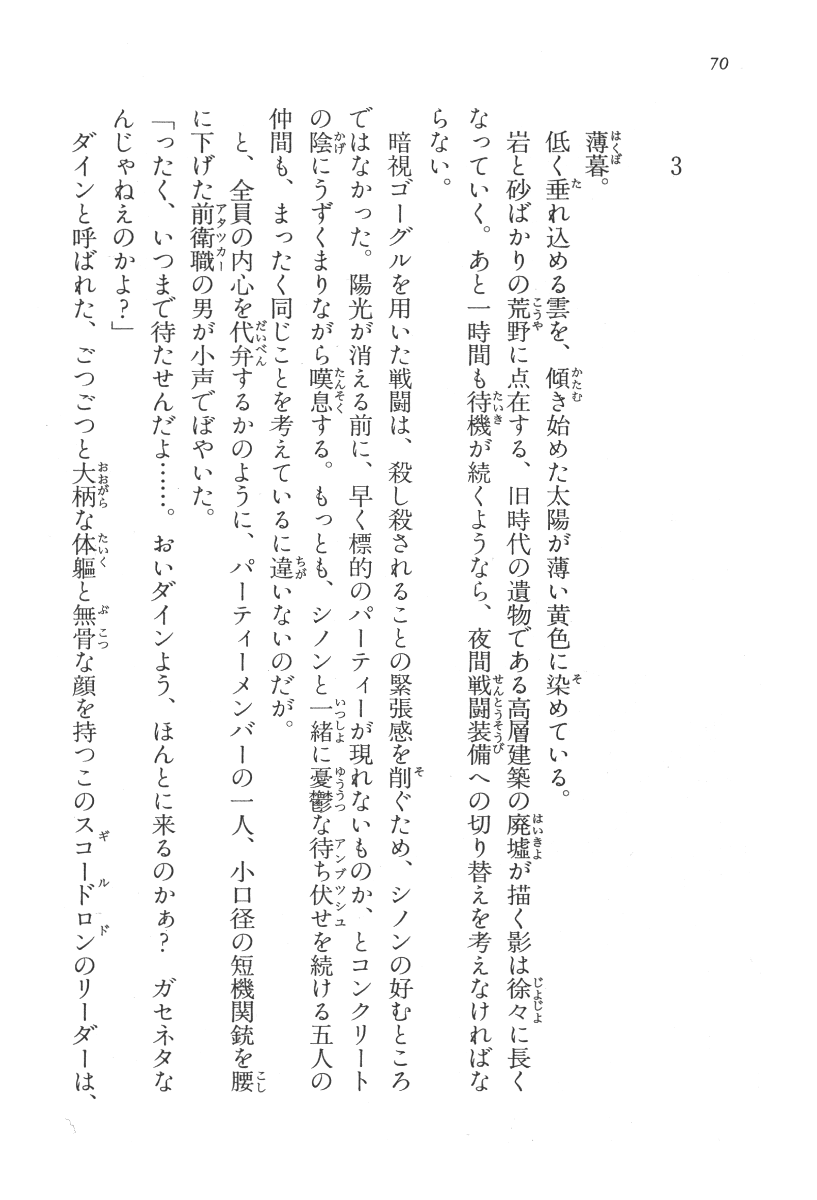 70
3
薄暮。
低く垂れ込める雲を、傾き始めた太陽が薄い黄色に染めている。
岩と砂ばかりの荒野に点在する、旧時代の遺物である高層建築の廃墟が描く影は徐々に長く
なっていく。あと一時間も待機が続くようなら、夜間戦闘装備への切り替えを考えなければな
らない。
暗視ゴーグルを用いた戦闘は、殺し殺されることの緊張感を削ぐため、シノンの好むところ
ではなかった。陽光が消える前に、早く標的のパーティーが現れないものか、とコンクリート
の陰にうずくまりながら嘆息する。もっとも、シノンと一緒に憂鬱な待ち伏せを続ける五人の
仲間も、まったく同じことを考えているに違いないのだが。
と、全員の内心を代弁するかのように、パーティーメンバーの一人、小口径の短機関銃を腰
に下げた前衛職の男が小声でぼやいた。
「ったく、いつまで待たせんだよ……。おいダインよう、ほんとに来るのかぁ?　ガセネタな
んじゃねえのかよ?」
ダインと呼ばれた、ごつごつと大柄な体軀と無骨な顔を持つこのスコードロンのリーダーは、